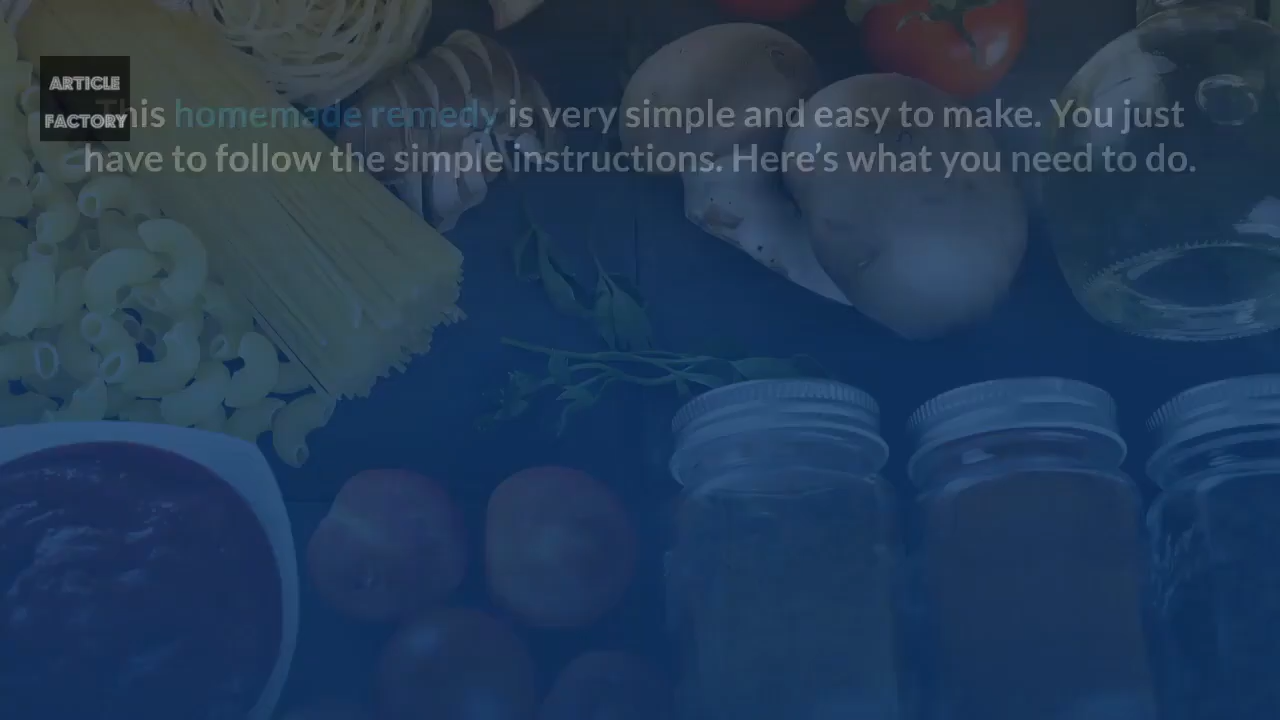 ARTICLE
FACTORY
This homemade remedy is very simple and easy to make. You just
have to follow the simple instructions. Here’s what you need to do.